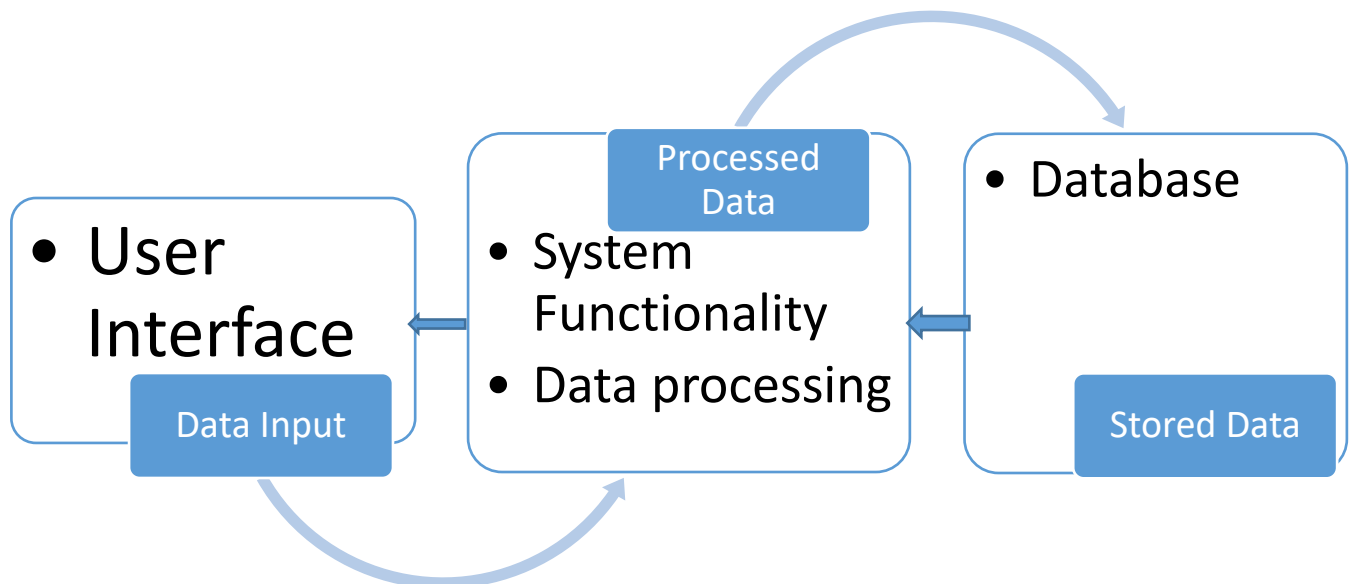 • User
Interface
Data Input
Processed
Data
• System
Functionality
• Data processing
• Database
Stored Data